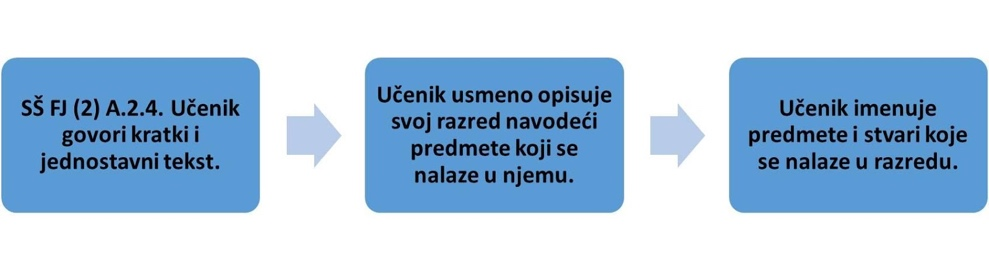 SŠ FJ (2) A.2.4. Učenik
govori kratki i
jednostavni tekst.
Učenik usmeno opisuje
svoj razred navodeći
predmete koji se
nalaze u njemu.
Učenik imenuje
predmete i stvari koje
se nalaze u razredu.